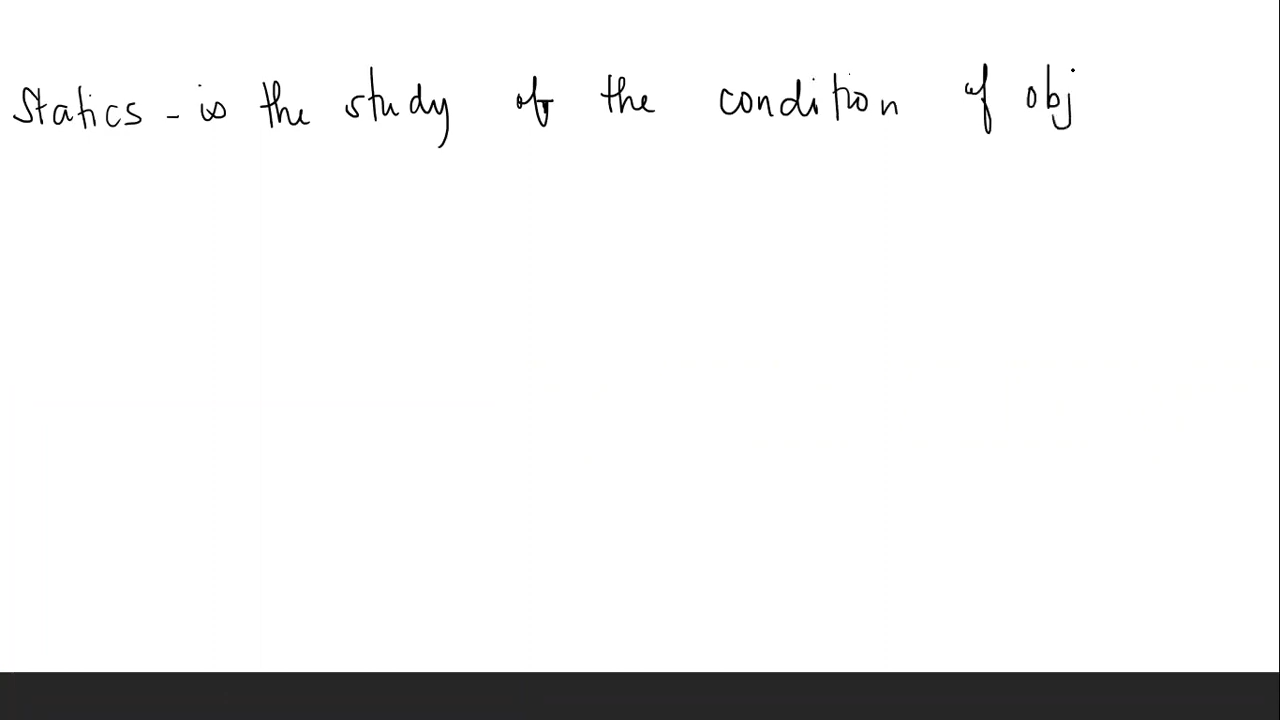 Statics - is the study of the condition of obj